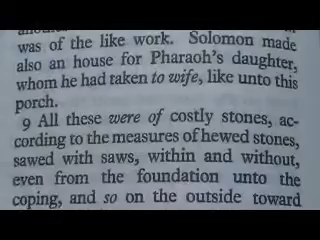 was of the like work. Solomon made
also an house for Pharaoh's daughter,
whom he had taken to wife, like unto this
porch.
9 All these were of costly stones, ac-
cording to the measures of hewed stones,
sawed with saws, within and without,
even from the foundation unto the
coping, and so on the outside toward